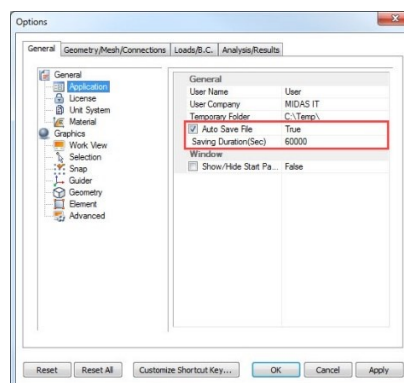 Options
General Geometry/Mesh/Connections Loads/B.C. Analysis/Results
General
Application
License
Unit System
Material
Graphics
Work View
Selection
Snap
Guider
Geometry
Element
Advanced
General
User Name User
User Company MIDAS IT
Temporary Folder C:\Temp\
Auto Save File True
Saving Duration(Sec) 60000
Window
Show/Hide Start Pa... False
Reset Reset All Customize Shortcut Key... OK Cancel Apply